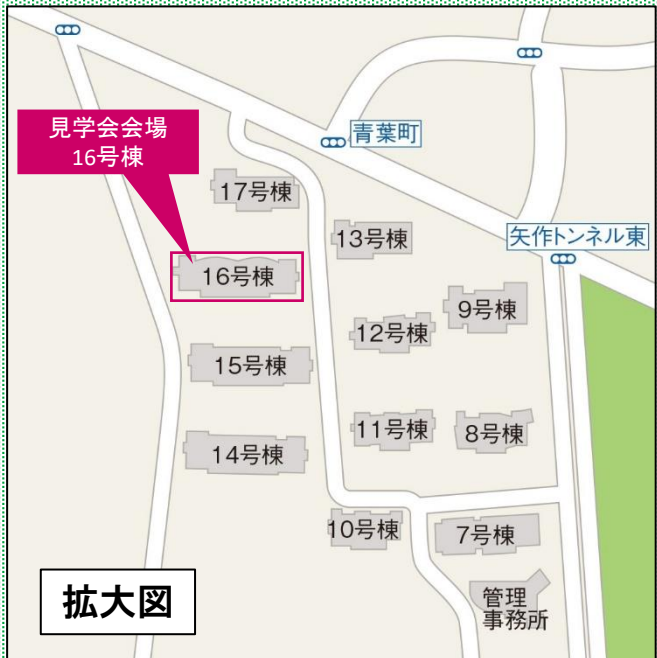 見学会会場
16号棟
青葉町
17号棟
13号棟
矢作トンネル東
16号棟
9号棟
12号棟
15号棟
11号棟
8号棟
14号棟
10号棟
7号棟
拡大図
管理
事務所